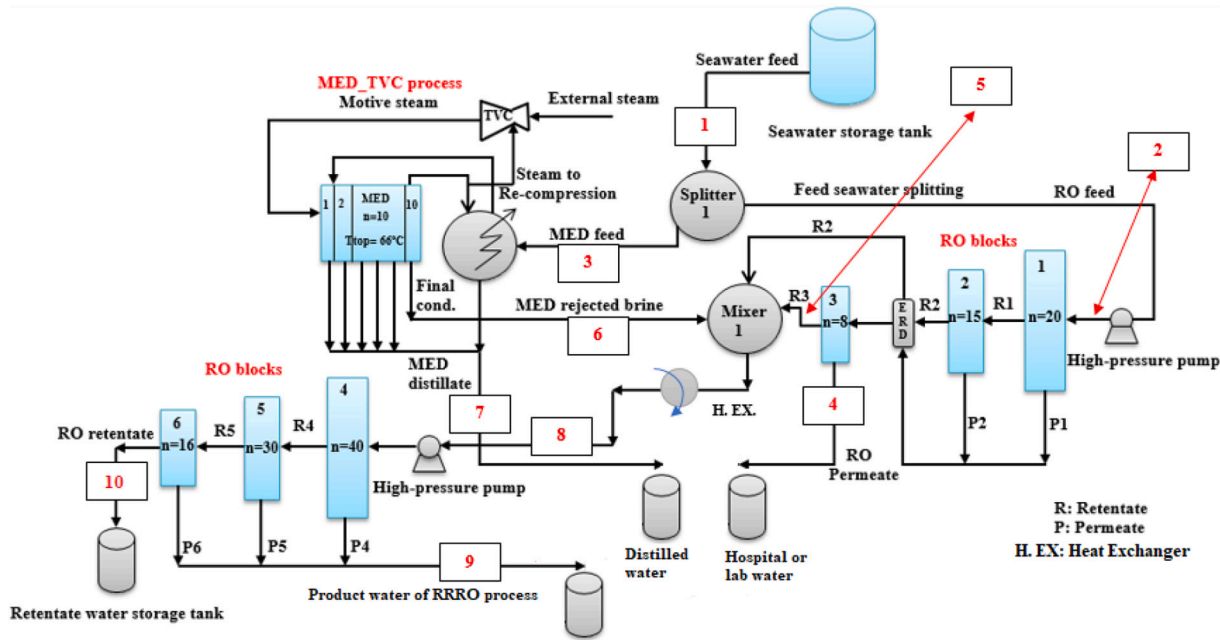 Seawater feed
MED_TVC process
Motive steam
External steam
TVC
1
5
Seawater storage tank
2
Steam to
Re-compression
Splitter
1
Feed seawater splitting
RO feed
1
2
MED
n=10
Ttop= 66°C
10
MED feed
3
R2
RO blocks
1
n=20
2
n=15
R1
R2
ERD
3
n=8
R3
Mixer
1
High-pressure pump
Final
cond.
MED rejected brine
6
MED
distillate
7
RO blocks
H. EX.
4
P2
P1
RO
Permeate
8
4
n=40
5
n=30
6
n=16
R4
R5
RO retentate
10
High-pressure pump
R: Retentate
P: Permeate
H. EX: Heat Exchanger
P6
P5
P4
9
Distilled
water
Hospital or
lab water
Product water of RRRO process
Retentate water storage tank